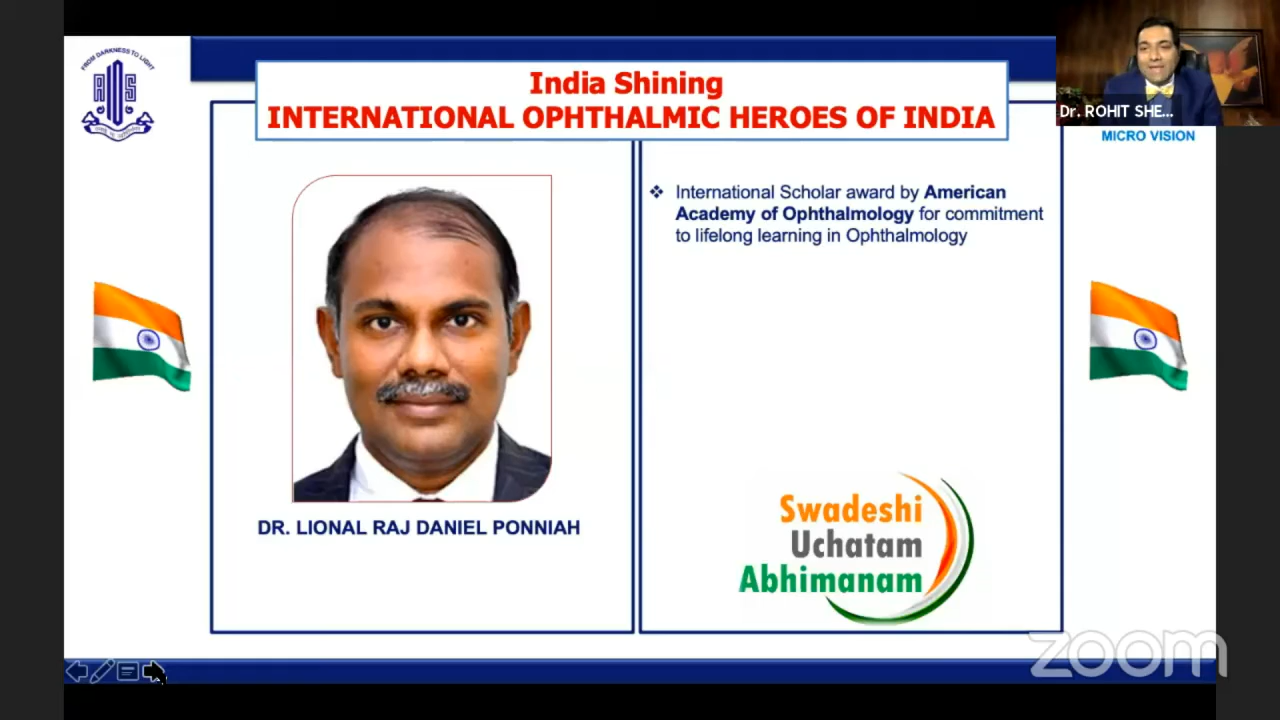 FROM DARKNESS TO LIGHT
AIOS
India Shining
INTERNATIONAL OPHTHALMIC HEROES OF INDIA
Dr. ROHIT SHE...
MICRO VISION
❖ International Scholar award by American
Academy of Ophthalmology for commitment
to lifelong learning in Ophthalmology
DR. LIONAL RAJ DANIEL PONNIAH
Swadeshi
Uchatam
Abhimanam
zoom